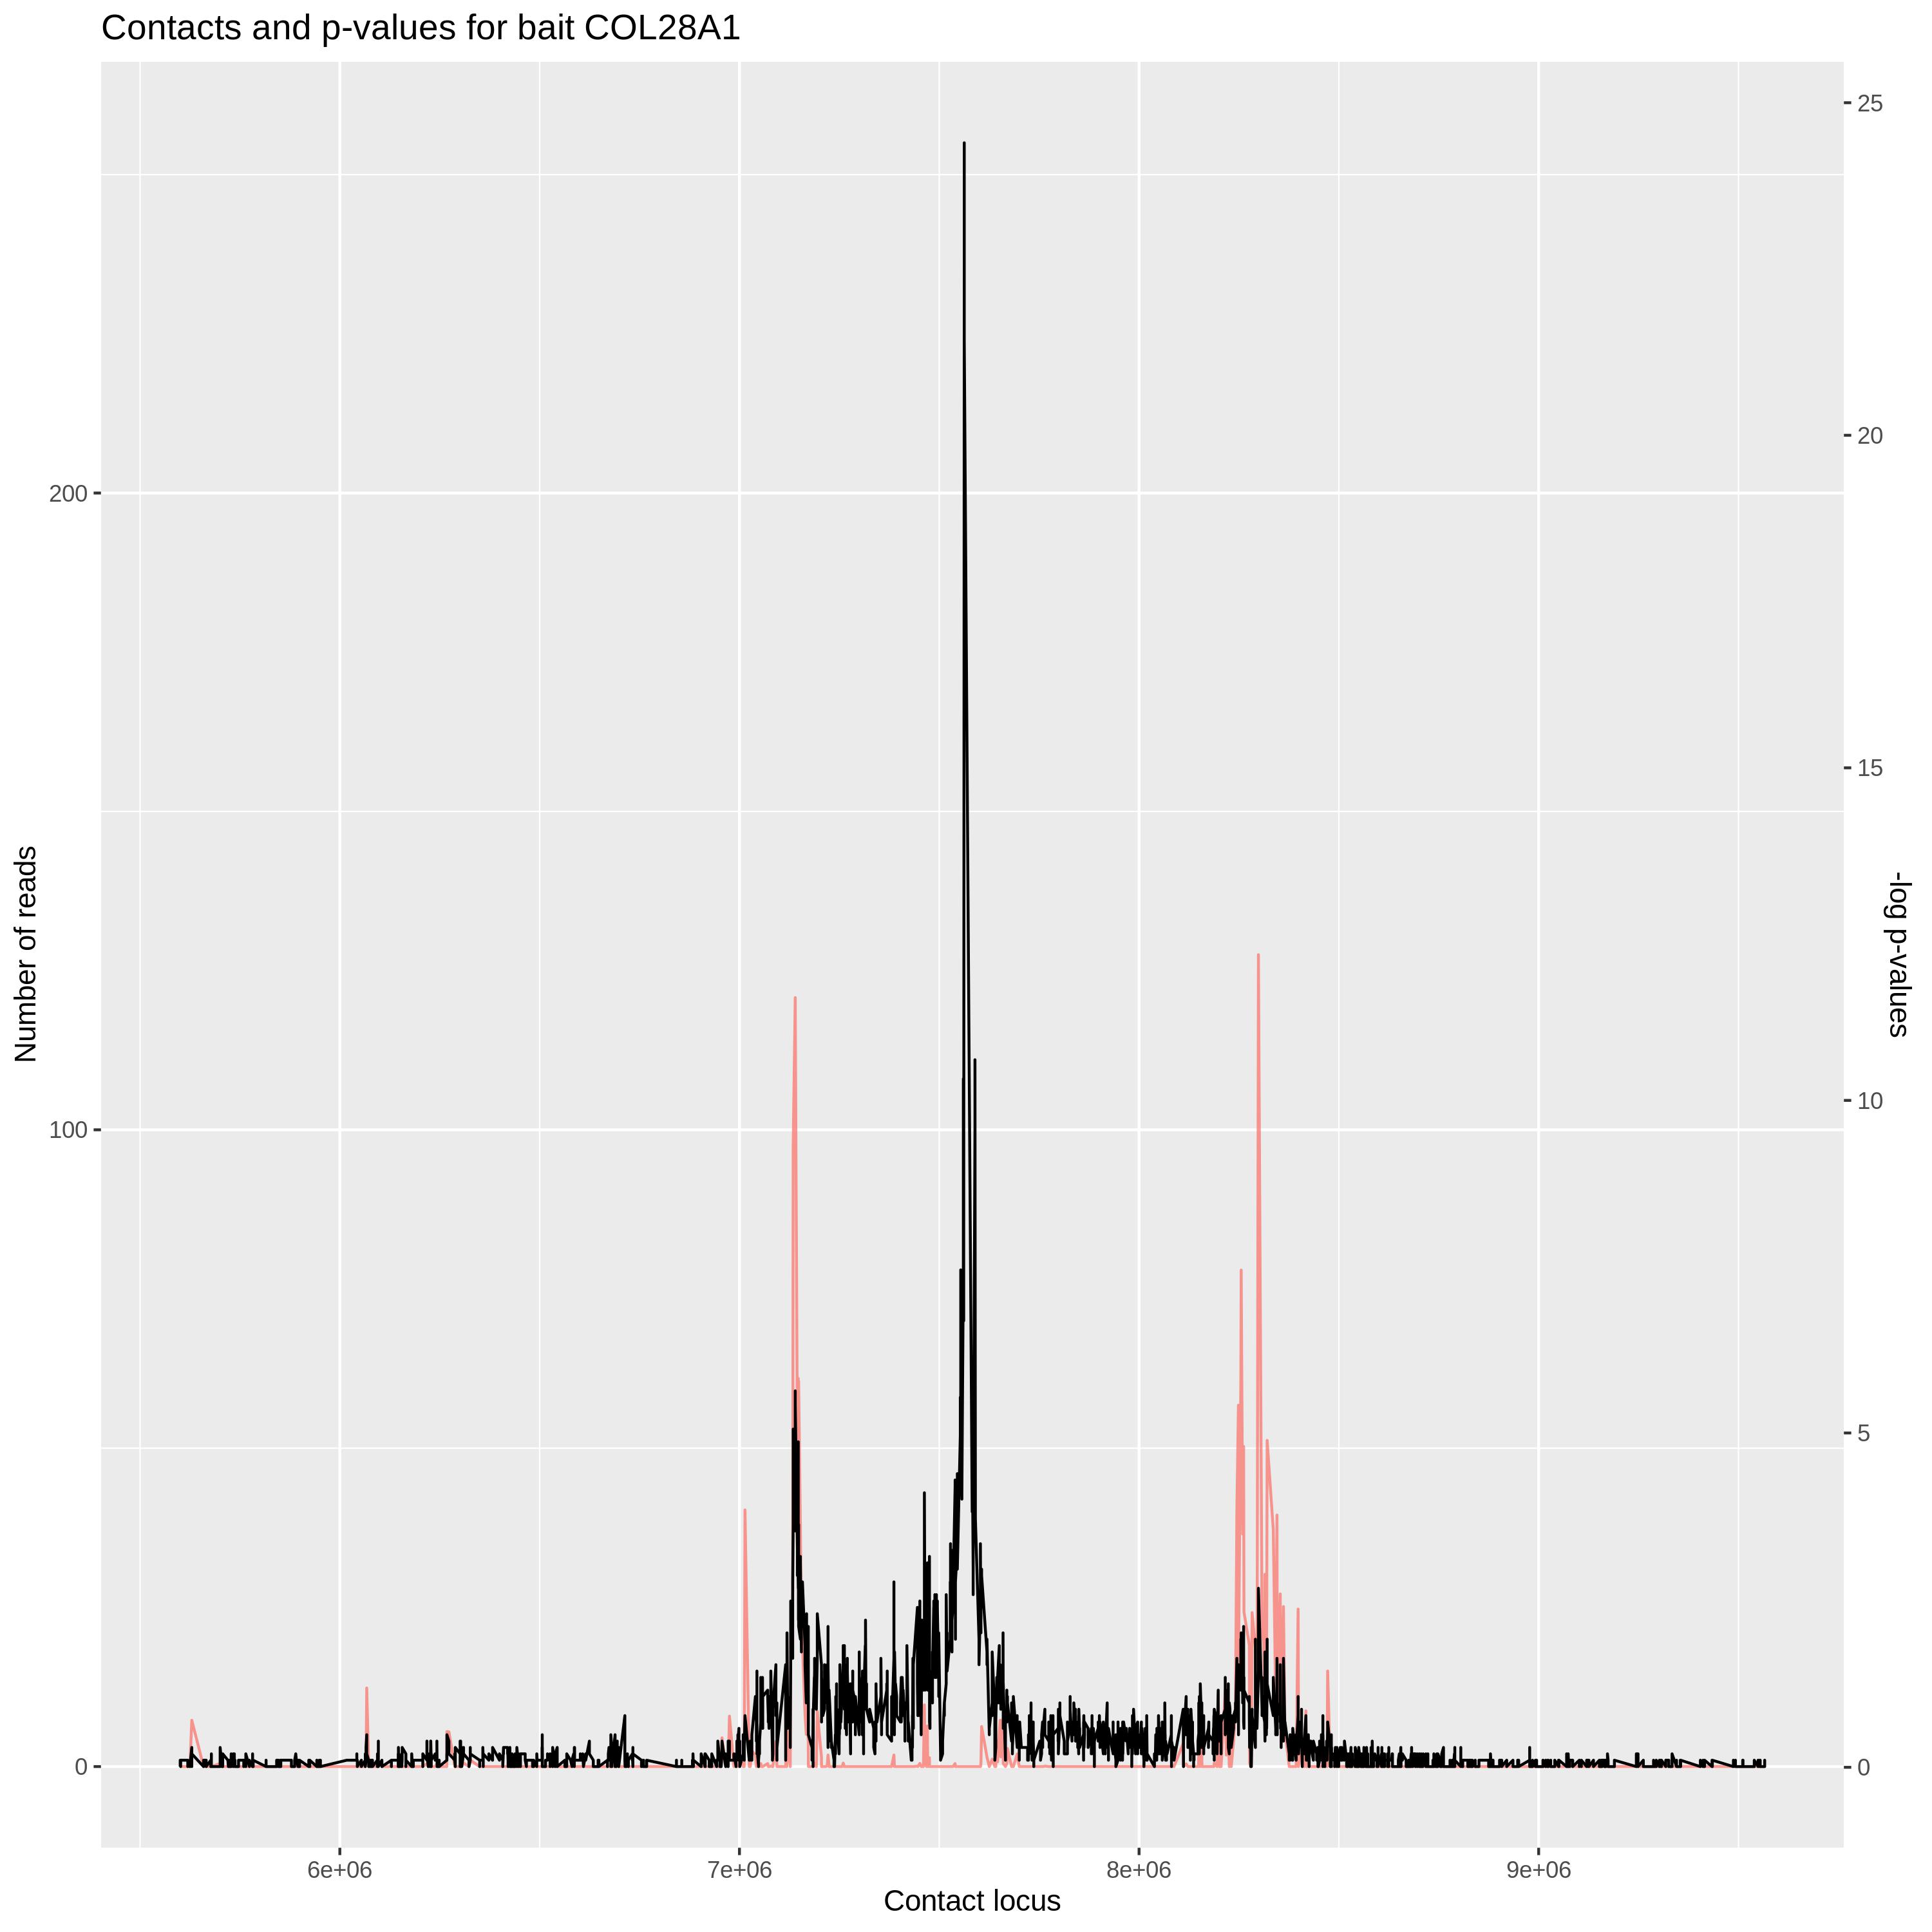 Contacts and p-values for bait COL28A1
25
20
200
15
Number of reads
-log p-values
10
100
5
0
0
6e+06
7e+06
8e+06
9e+06
Contact locus